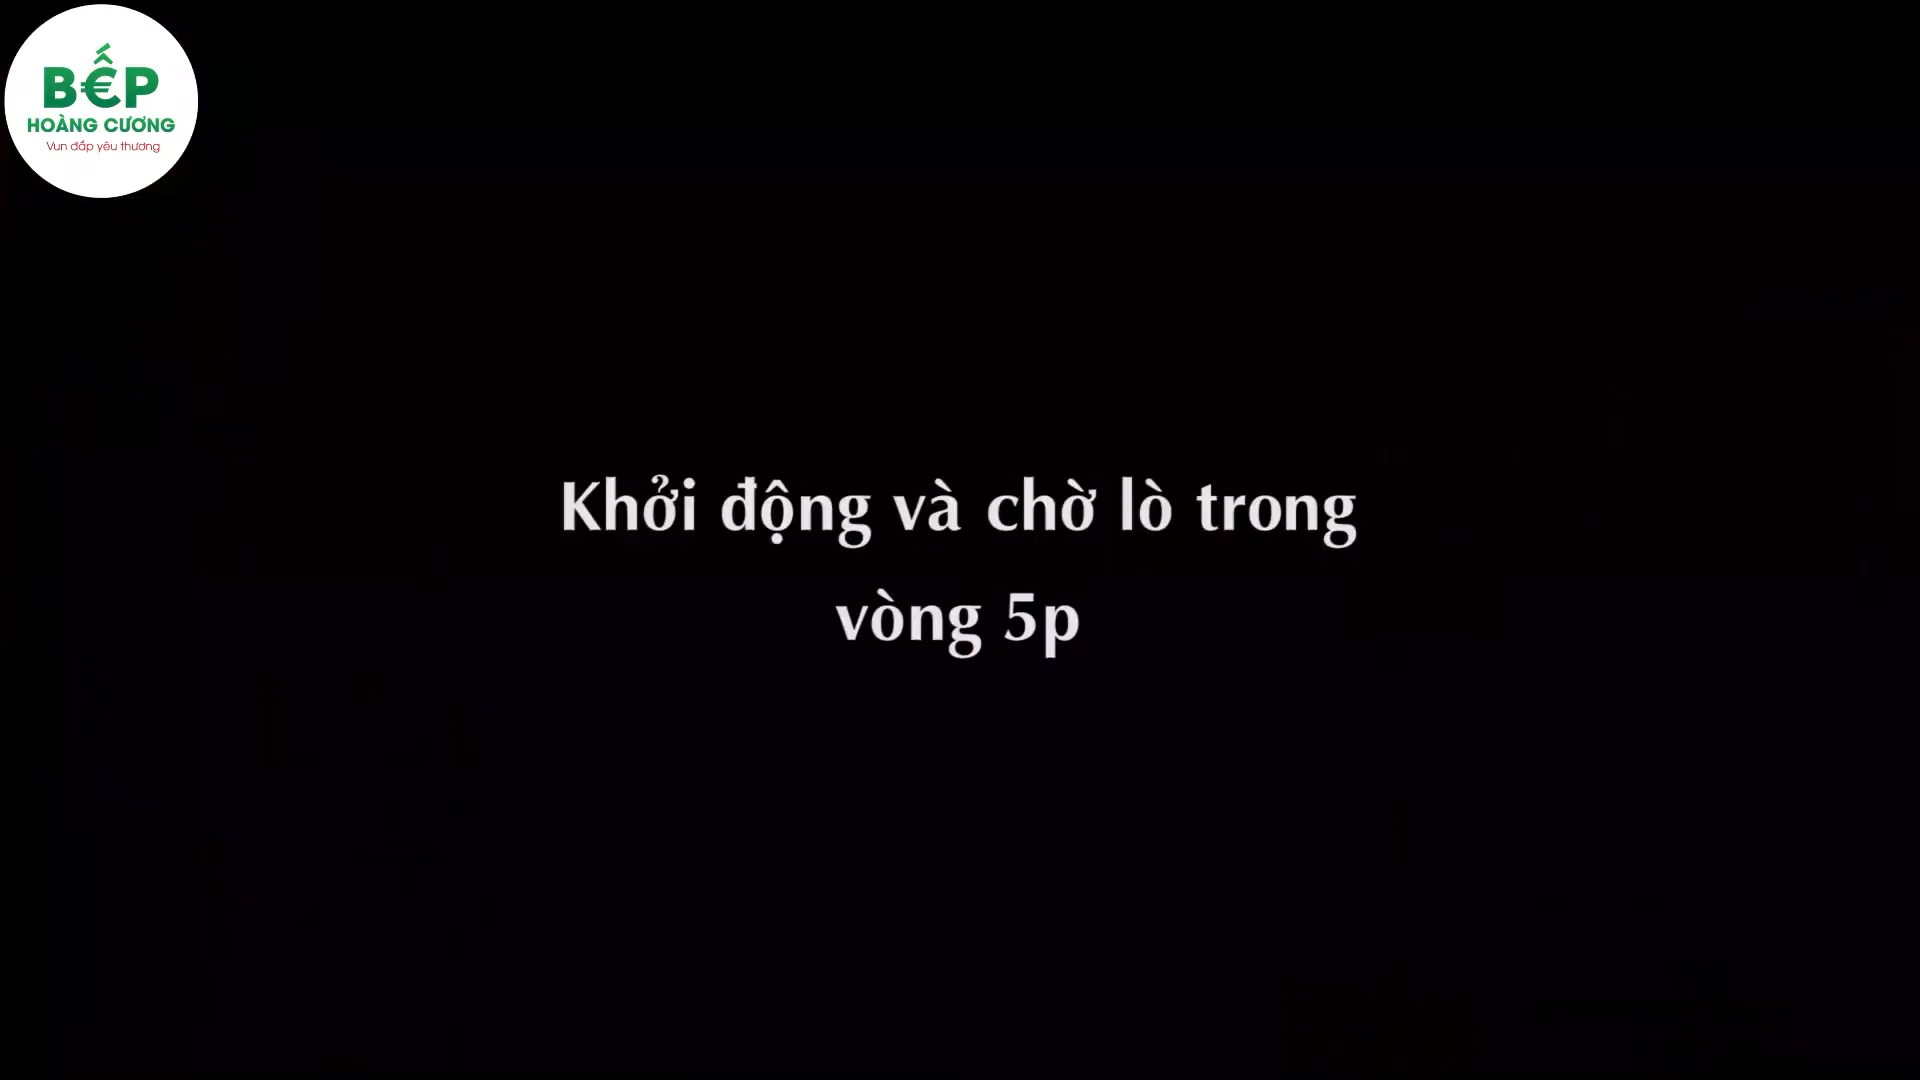 BẾP
HOÀNG CƯƠNG
Vun đắp yêu thương
Khởi động và chờ lò trong
vòng 5p